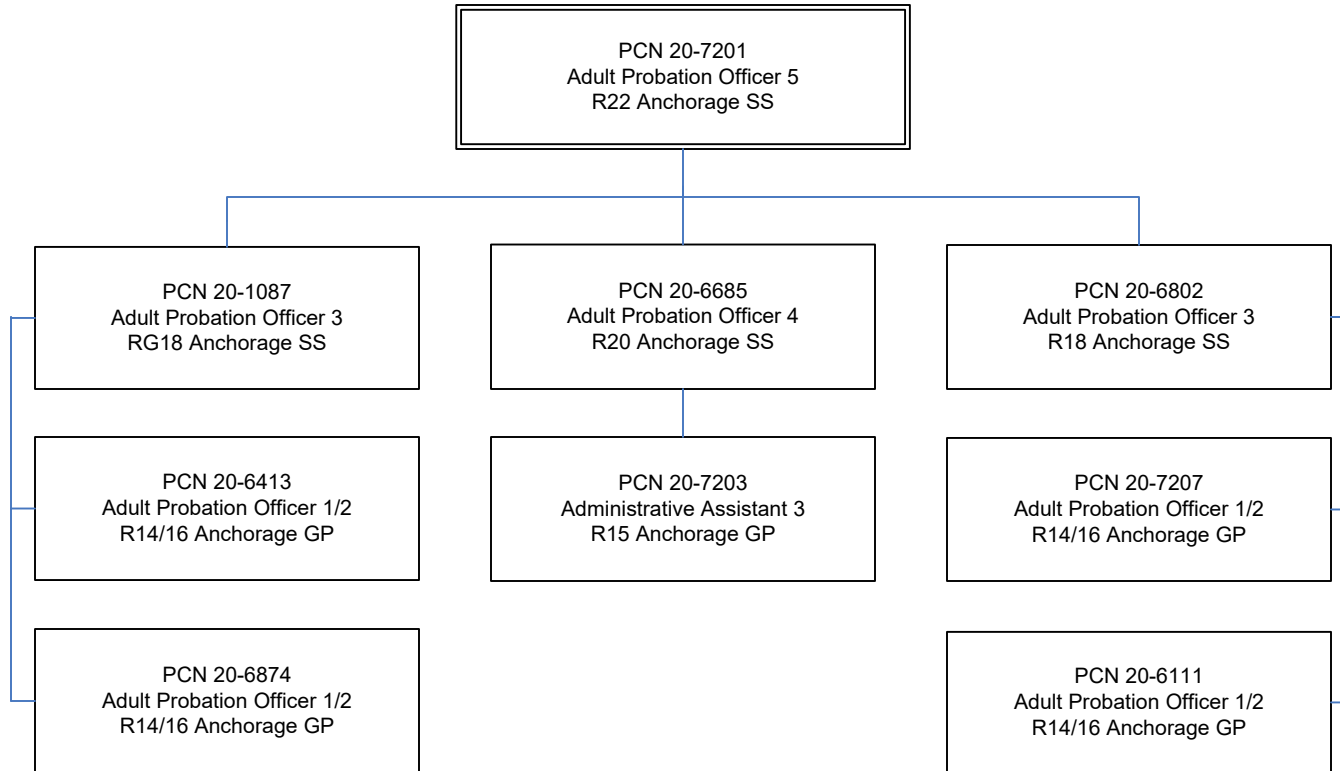 PCN 20-7201
Adult Probation Officer 5
R22 Anchorage SS
PCN 20-1087
Adult Probation Officer 3
RG18 Anchorage SS
PCN 20-6685
Adult Probation Officer 4
R20 Anchorage SS
PCN 20-6802
Adult Probation Officer 3
R18 Anchorage SS
PCN 20-6413
Adult Probation Officer 1/2
R14/16 Anchorage GP
PCN 20-7203
Administrative Assistant 3
R15 Anchorage GP
PCN 20-7207
Adult Probation Officer 1/2
R14/16 Anchorage GP
PCN 20-6874
Adult Probation Officer 1/2
R14/16 Anchorage GP
PCN 20-6111
Adult Probation Officer 1/2
R14/16 Anchorage GP